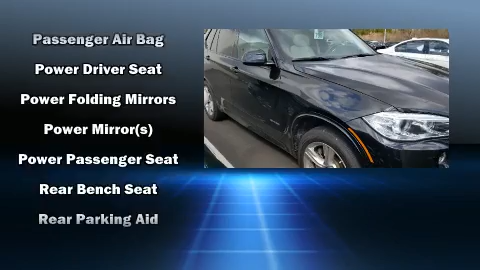 Passenger Air Bag
Power Driver Seat
Power Folding Mirrors
Power Mirror(s)
Power Passenger Seat
Rear Bench Seat
Rear Parking Aid